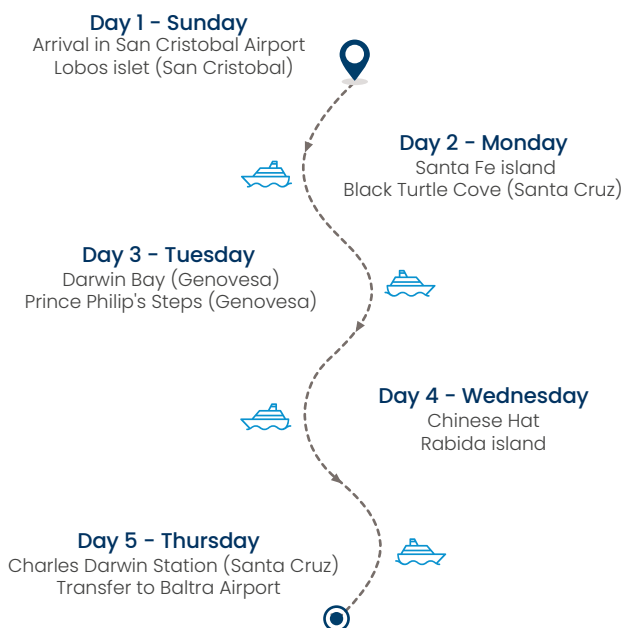 Day 1 - Sunday
Arrival in San Cristobal Airport
Lobos islet (San Cristobal)
Day 2 - Monday
Santa Fe island
Black Turtle Cove (Santa Cruz)
Day 3 - Tuesday
Darwin Bay (Genovesa)
Prince Philip's Steps (Genovesa)
Day 4 - Wednesday
Chinese Hat
Rabida island
Day 5 - Thursday
Charles Darwin Station (Santa Cruz)
Transfer to Baltra Airport